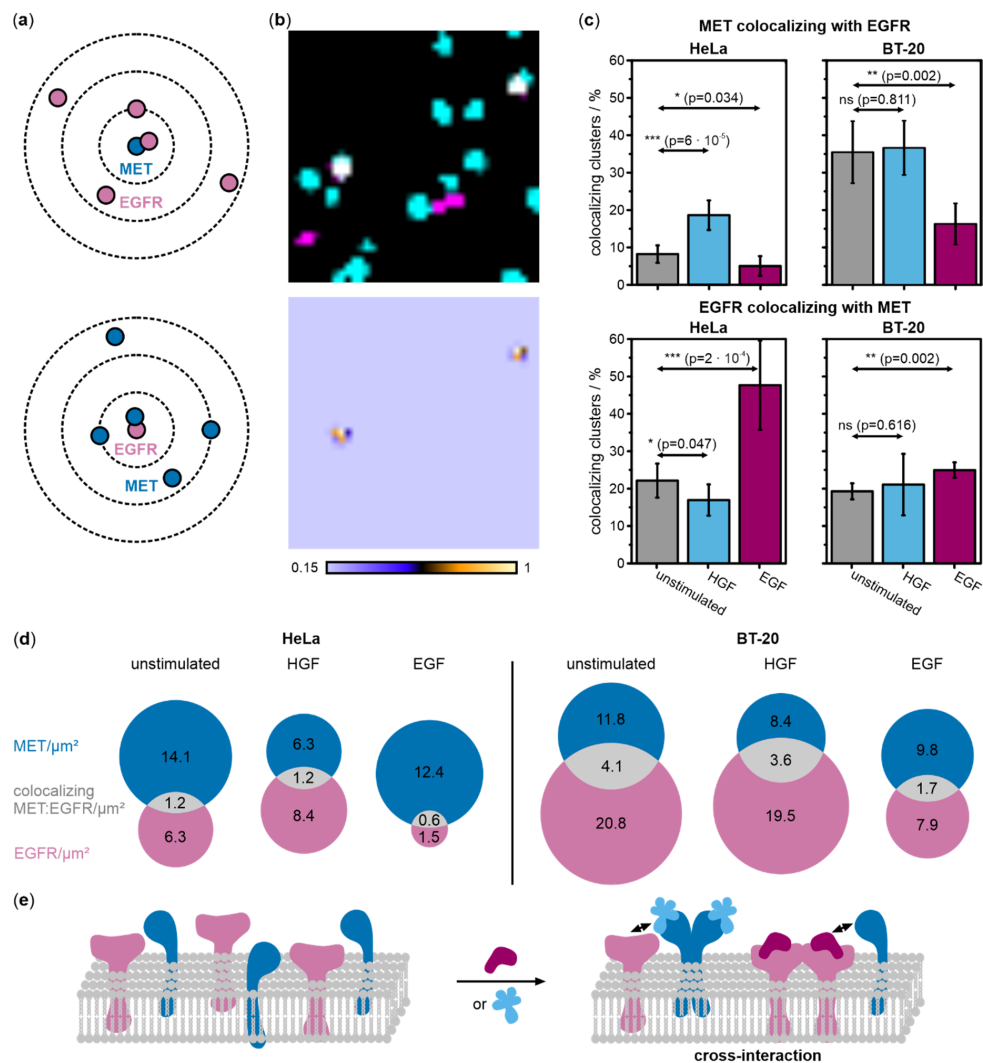 (a)
MET
EGFR
EGFR
MET
(b)
0.15
1
(c)
MET colocalizing with EGFR
HeLa
BT-20
colocalizing clusters / %
60
50
40
30
20
10
0
* (p=0.034)
*** (p=6 · 10⁻⁵)
** (p=0.002)
ns (p=0.811)
EGFR colocalizing with MET
HeLa
BT-20
colocalizing clusters / %
60
50
40
30
20
10
0
*** (p=2 · 10⁻⁴)
* (p=0.047)
** (p=0.002)
ns (p=0.616)
unstimulated
HGF
EGF
unstimulated
HGF
EGF
(d)
HeLa
BT-20
unstimulated
HGF
EGF
unstimulated
HGF
EGF
MET/µm²
colocalizing
MET:EGFR/µm²
EGFR/µm²
14.1
1.2
6.3
6.3
1.2
8.4
12.4
0.6
1.5
11.8
4.1
20.8
8.4
3.6
19.5
9.8
1.7
7.9
(e)
or
cross-interaction